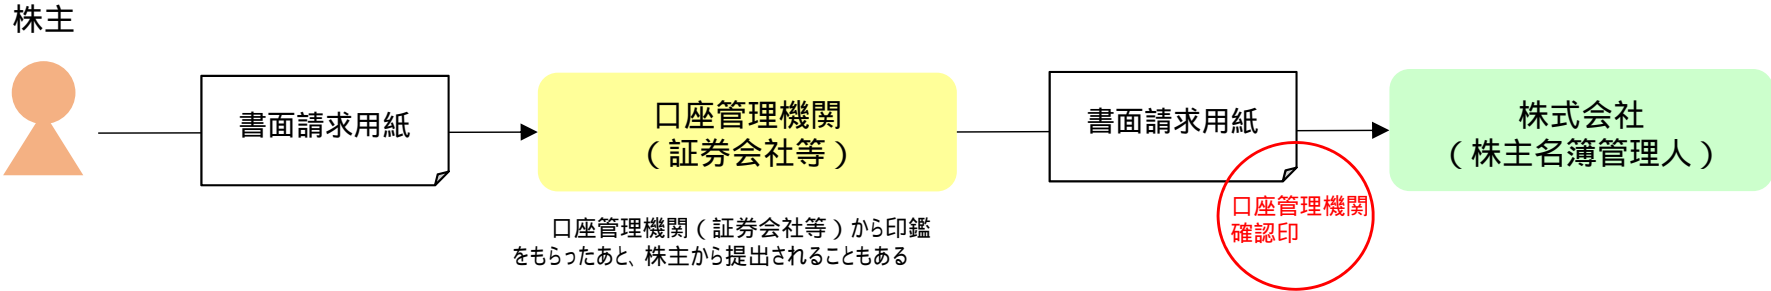 株主
書面請求用紙
口座管理機関
（証券会社等）
書面請求用紙
株式会社
（株主名簿管理人）
口座管理機関（証券会社等）から印鑑
をもらったあと、株主から提出されることもある
口座管理機関
確認印